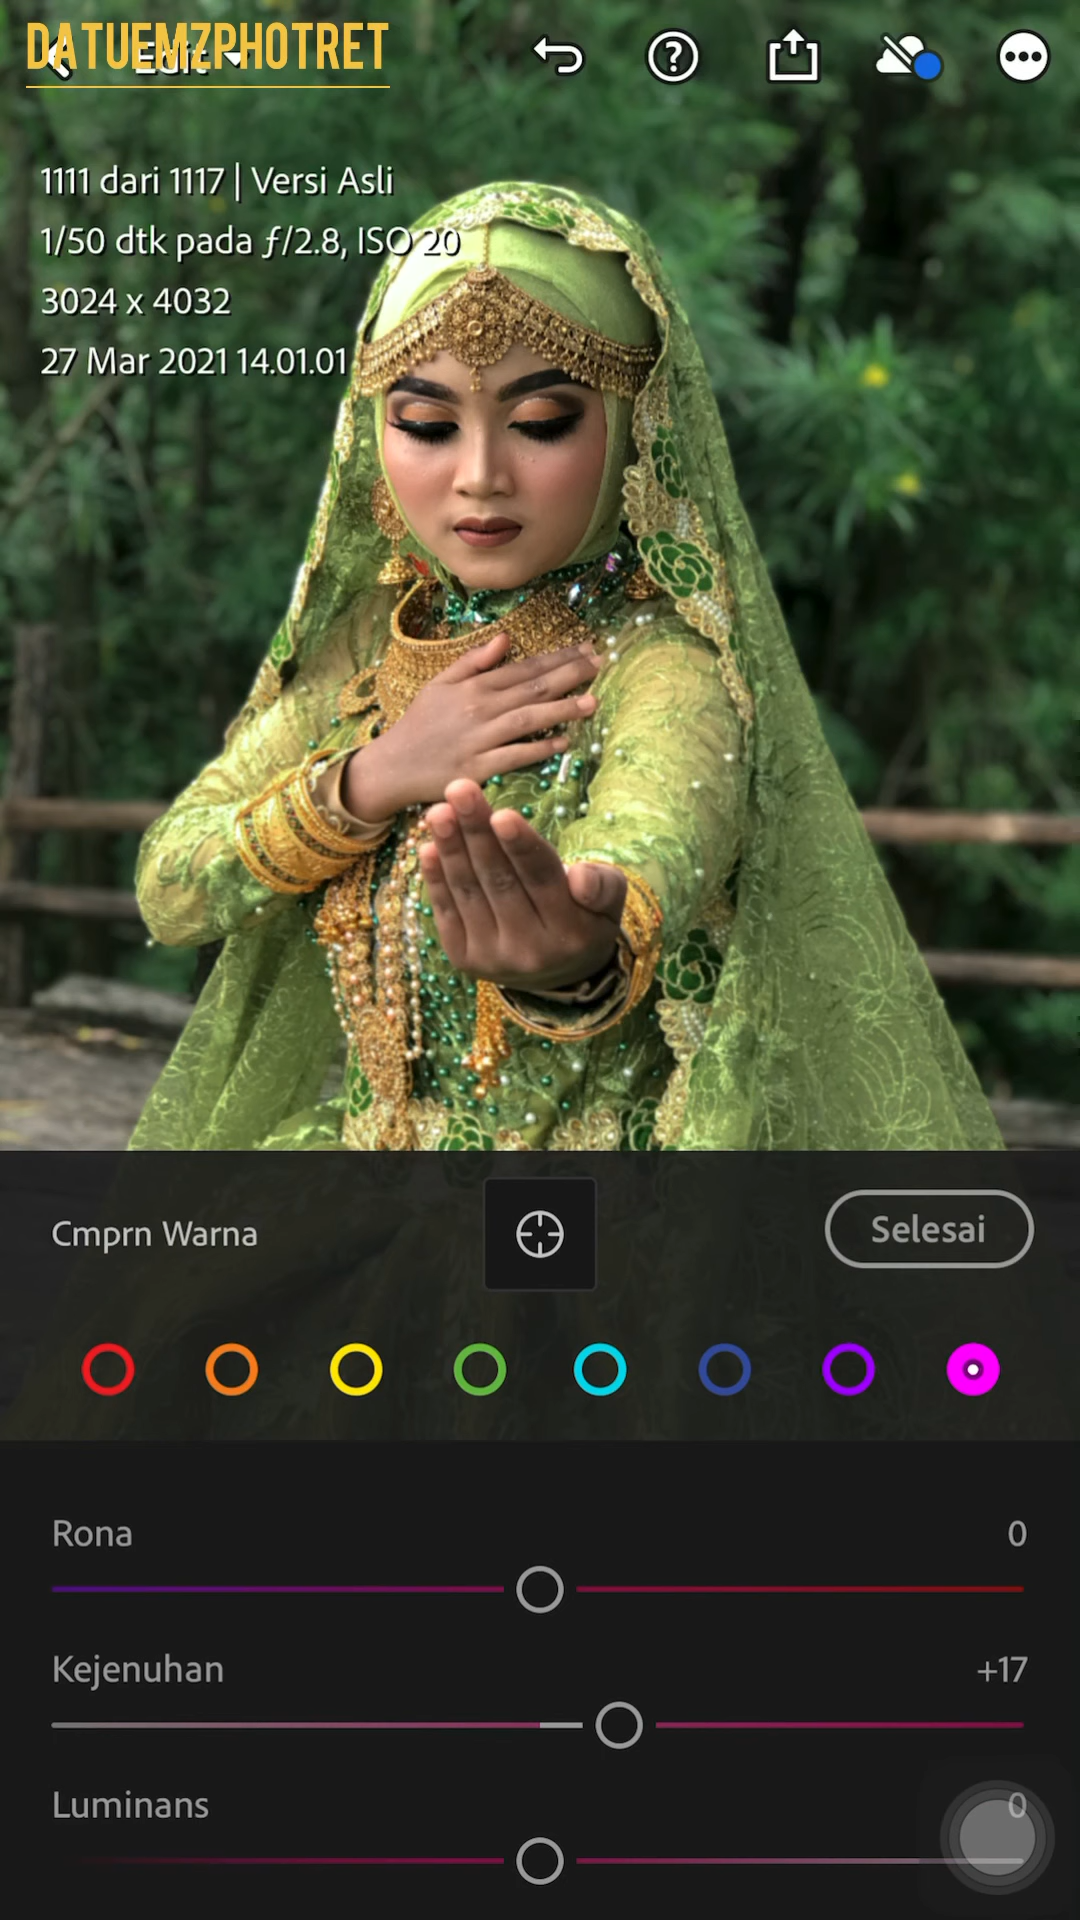 DATUEMZPHOTRET
Edit
1111 dari 1117 | Versi Asli
1/50 dtk pada ƒ/2.8, ISO 20
3024 x 4032
27 Mar 2021 14.01.01
Cmprn Warna
Selesai
Rona 0
Kejenuhan +17
Luminans 0